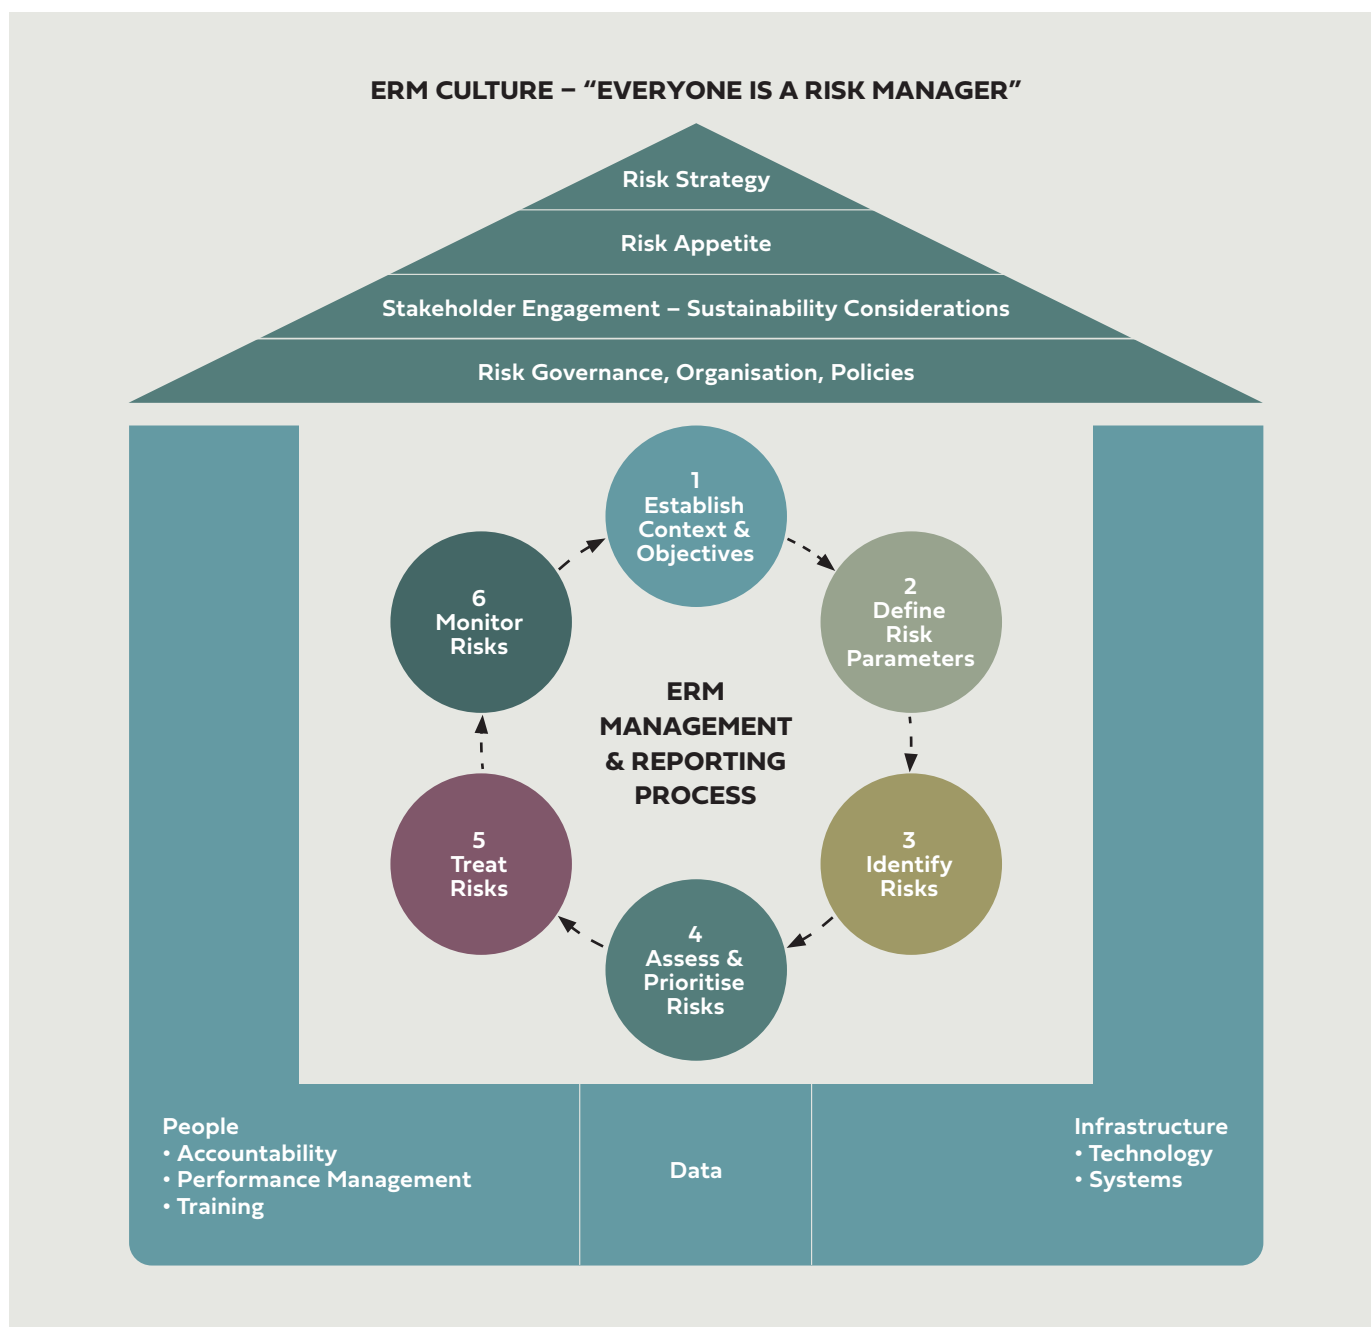 ERM CULTURE – “EVERYONE IS A RISK MANAGER”
Risk Strategy
Risk Appetite
Stakeholder Engagement – Sustainability Considerations
Risk Governance, Organisation, Policies
1
Establish
Context &
Objectives
2
Define
Risk
Parameters
3
Identify
Risks
4
Assess &
Prioritise
Risks
5
Treat
Risks
6
Monitor
Risks
ERM
MANAGEMENT
& REPORTING
PROCESS
People
• Accountability
• Performance Management
• Training
Data
Infrastructure
• Technology
• Systems